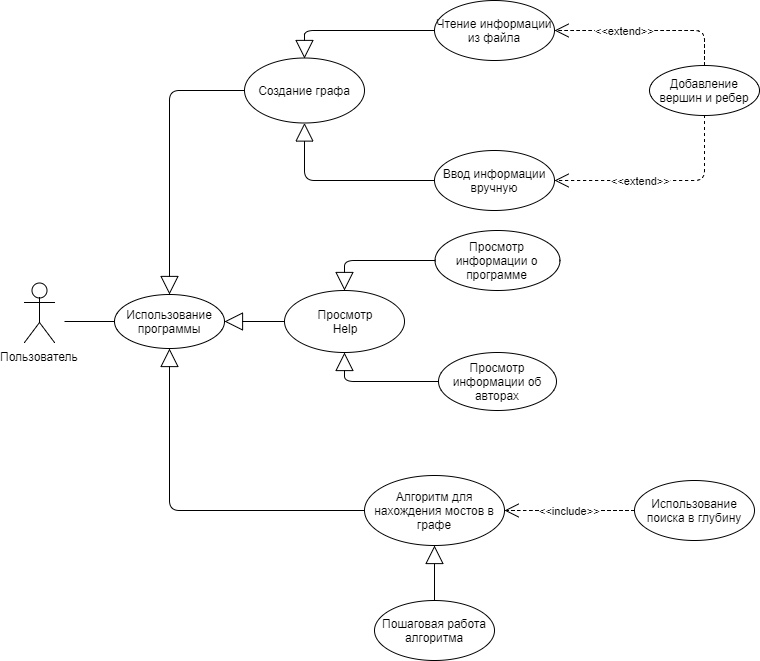 Чтение информации
из файла
<<extend>>
Создание графа
Добавление
вершин и ребер
Ввод информации
вручную
<<extend>>
Просмотр
информации о
программе
Использование
программы
Просмотр
Help
Пользователь
Просмотр
информации об
авторах
Алгоритм для
нахождения мостов в
графе
<<include>>
Использование
поиска в глубину
Пошаговая работа
алгоритма